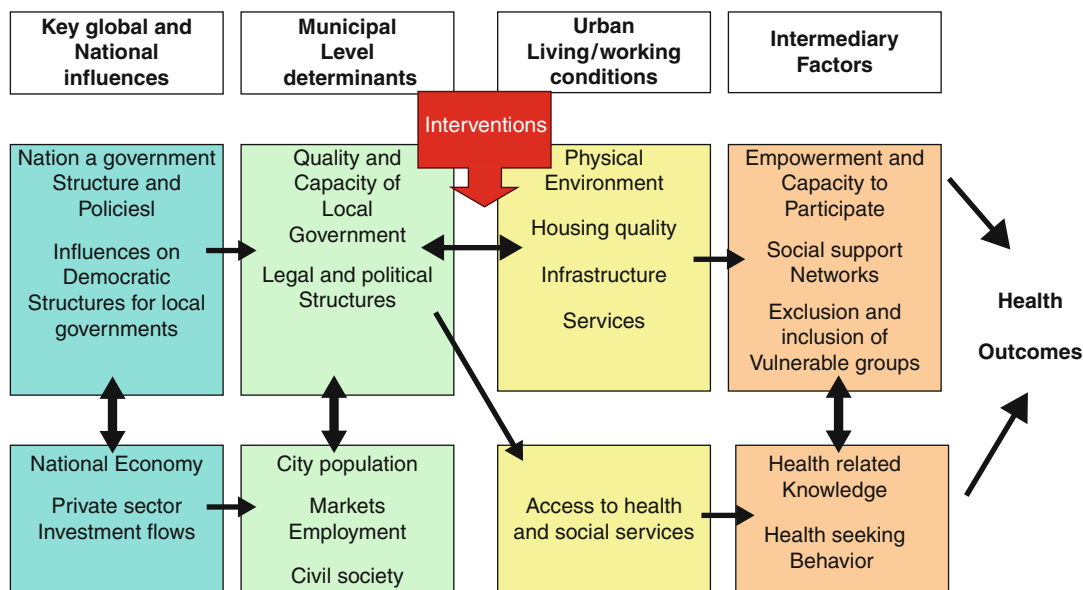 Key global and
National
influences
Municipal
Level
determinants
Urban
Living/working
conditions
Intermediary
Factors
Interventions
Nation a government
Structure and
Policiesl
Influences on
Democratic
Structures for local
governments
Quality and
Capacity of
Local
Government
Legal and political
Structures
Physical
Environment
Housing quality
Infrastructure
Services
Empowerment and
Capacity to
Participate
Social support
Networks
Exclusion and
inclusion of
Vulnerable groups
Health
Outcomes
National Economy
Private sector
Investment flows
City population
Markets
Employment
Civil society
Access to health
and social services
Health related
Knowledge
Health seeking
Behavior